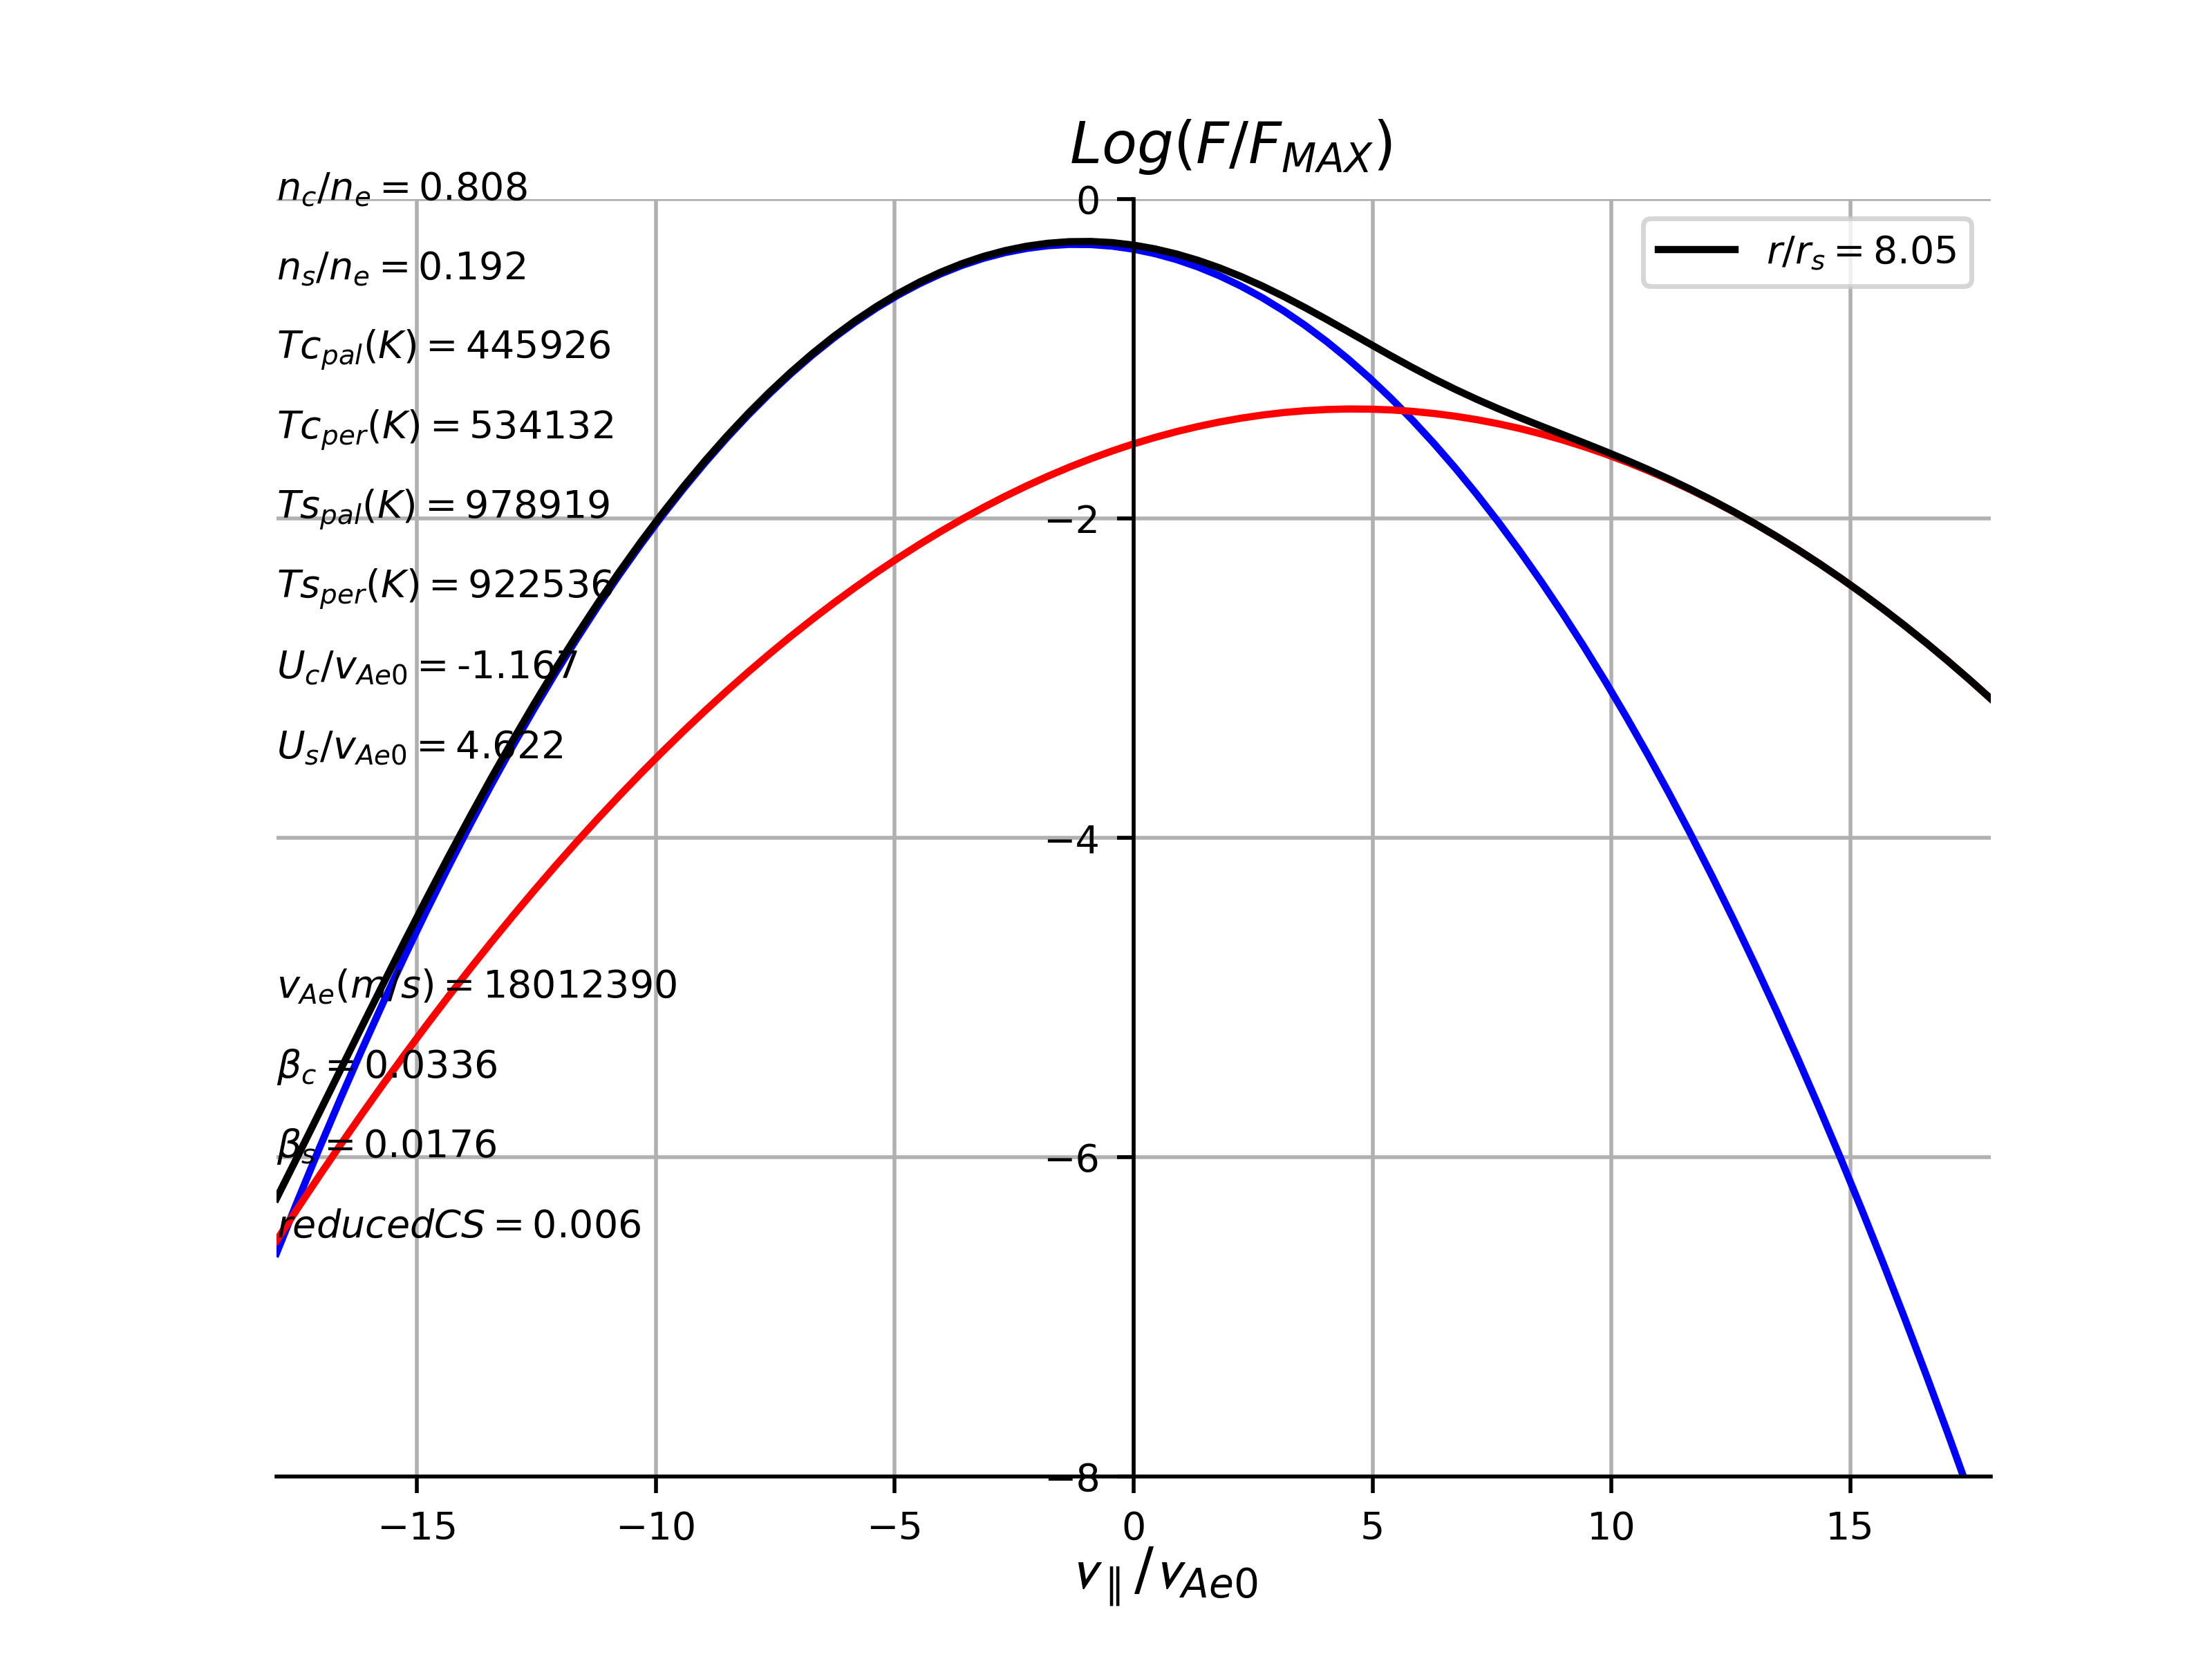 Log(F/F_MAX)
n_c/n_e = 0.808
n_s/n_e = 0.192
Tc_pal(K) = 445926
Tc_per(K) = 534132
Ts_pal(K) = 978919
Ts_per(K) = 922536
U_c/v_Ae0 = -1.167
U_s/v_Ae0 = 4.622
v_Ae(m/s) = 18012390
β_c = 0.0336
β_s = 0.0176
reducedCS = 0.006
r/r_s = 8.05
0
−2
−4
−6
−8
−15 −10 −5 0 5 10 15
v_∥/v_Ae0